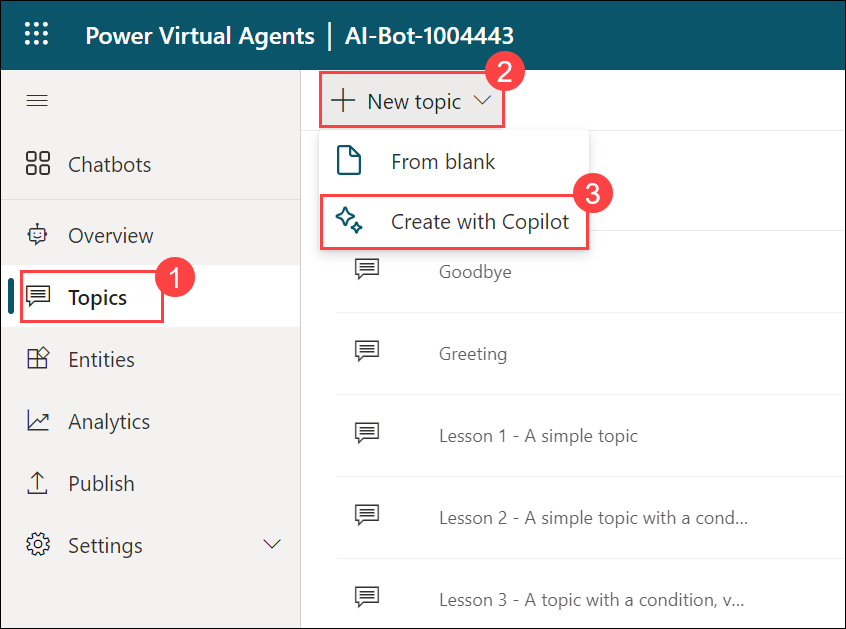 Power Virtual Agents | AI-Bot-1004443
2
New topic
Chatbots
From blank
3
Create with Copilot
Overview
1
Topics
Entities
Analytics
Publish
Settings
Goodbye
Greeting
Lesson 1 - A simple topic
Lesson 2 - A simple topic with a cond...
Lesson 3 - A topic with a condition, v...